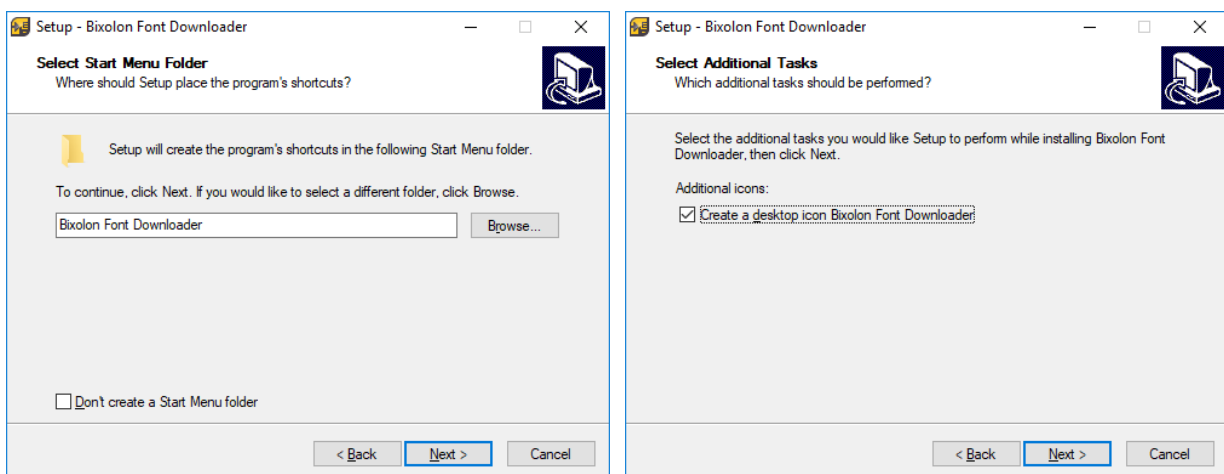 Setup - Bixolon Font Downloader
Select Start Menu Folder
Where should Setup place the program's shortcuts?
Setup will create the program's shortcuts in the following Start Menu folder.
To continue, click Next. If you would like to select a different folder, click Browse.
Bixolon Font Downloader
Browse...
Don't create a Start Menu folder
< Back
Next >
Cancel
Setup - Bixolon Font Downloader
Select Additional Tasks
Which additional tasks should be performed?
Select the additional tasks you would like Setup to perform while installing Bixolon Font
Downloader, then click Next.
Additional icons:
Create a desktop icon Bixolon Font Downloader
< Back
Next >
Cancel